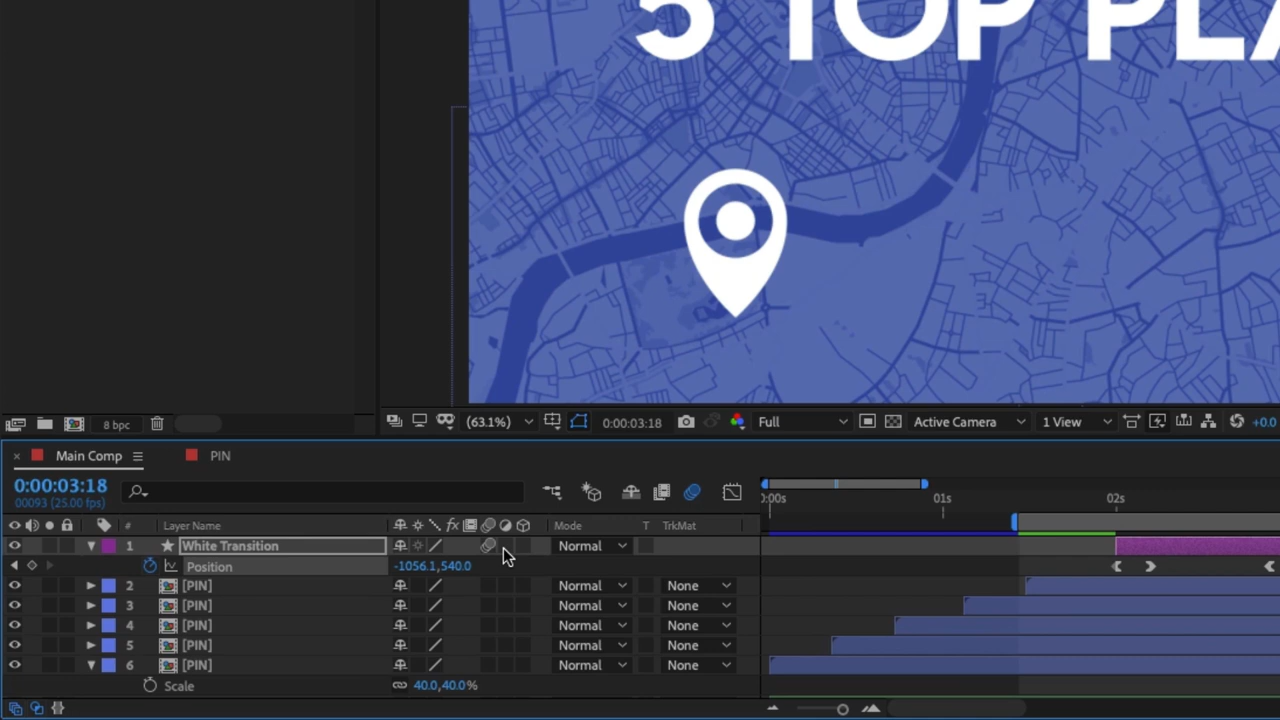 5 TOP PLA
8 bpc
(63.1%)
0:00:03:18
Full
Active Camera
1 View
+0.0
Main Comp
PIN
0:00:03:18
00093 (25.00 fps)
0:00s
01s
02s
#
Layer Name
fx
Mode
T
TrkMat
1
White Transition
Normal
Position
-1056.1,540.0
2
[PIN]
Normal
None
3
[PIN]
Normal
None
4
[PIN]
Normal
None
5
[PIN]
Normal
None
6
[PIN]
Normal
None
Scale
40.0,40.0%